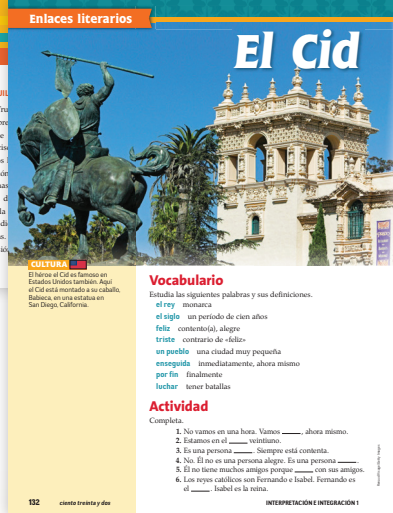 Enlaces literarios
El Cid
CULTURA
El héroe el Cid es famoso en
Estados Unidos también. Aquí
el Cid está montado a su caballo,
Babieca, en una estatua en
San Diego, California.
Vocabulario
Estudia las siguientes palabras y sus definiciones.
el rey monarca
el siglo un período de cien años
feliz contento(a), alegre
triste contrario de «feliz»
un pueblo una ciudad muy pequeña
enseguida inmediatamente, ahora mismo
por fin finalmente
luchar tener batallas
Actividad
Completa.
1. No vamos en una hora. Vamos ____, ahora mismo.
2. Estamos en el ____ veintiuno.
3. Es una persona ____. Siempre está contenta.
4. No. Él no es una persona alegre. Es una persona ____.
5. Él no tiene muchos amigos porque ____ con sus amigos.
6. Los reyes católicos son Fernando e Isabel. Fernando es
el ____. Isabel es la reina.
132 ciento treinta y dos
INTERPRETACIÓN E INTEGRACIÓN 1